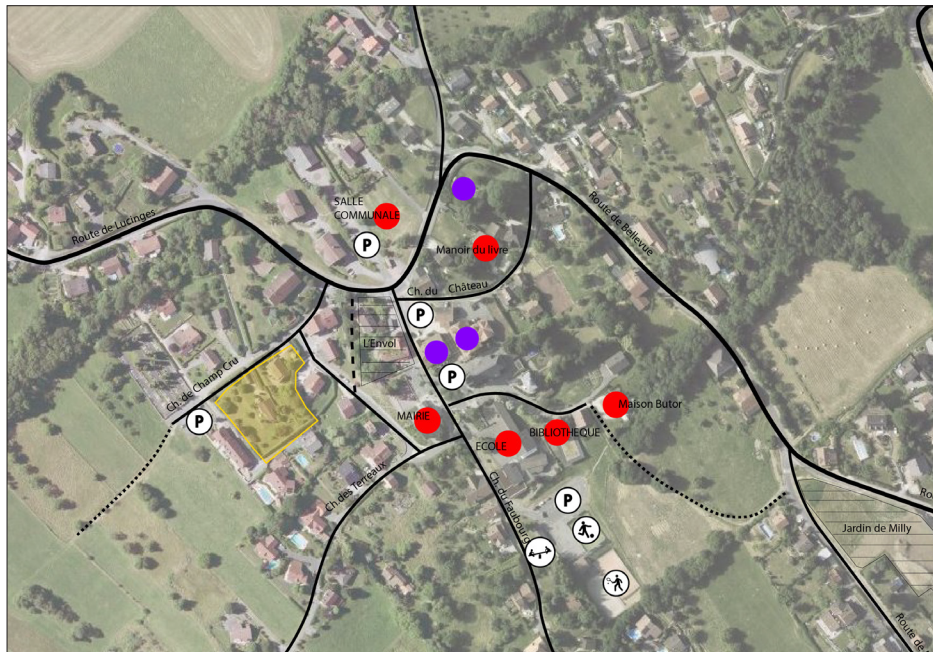 Route de Lucinges
SALLE
COMMUNALE
P
Manoir du livre
Route de Bellevue
Ch. du Château
P
L'Envol
P
Ch. de Champ Cru
P
MAIRIE
Maison Butor
BIBLIOTHEQUE
ECOLE
Ch des Terreaux
Ch. du Faubourg
P
Jardin de Milly
Ro
Route de